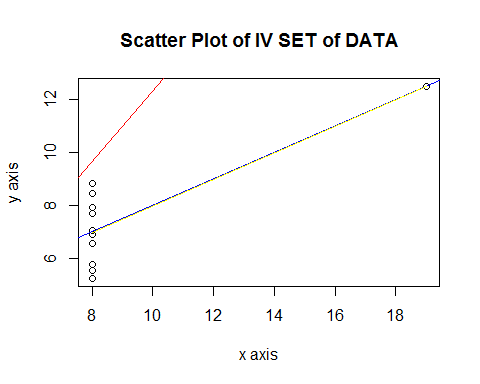 Scatter Plot of IV SET of DATA
12
10
8
6
y axis
8 10 12 14 16 18
x axis